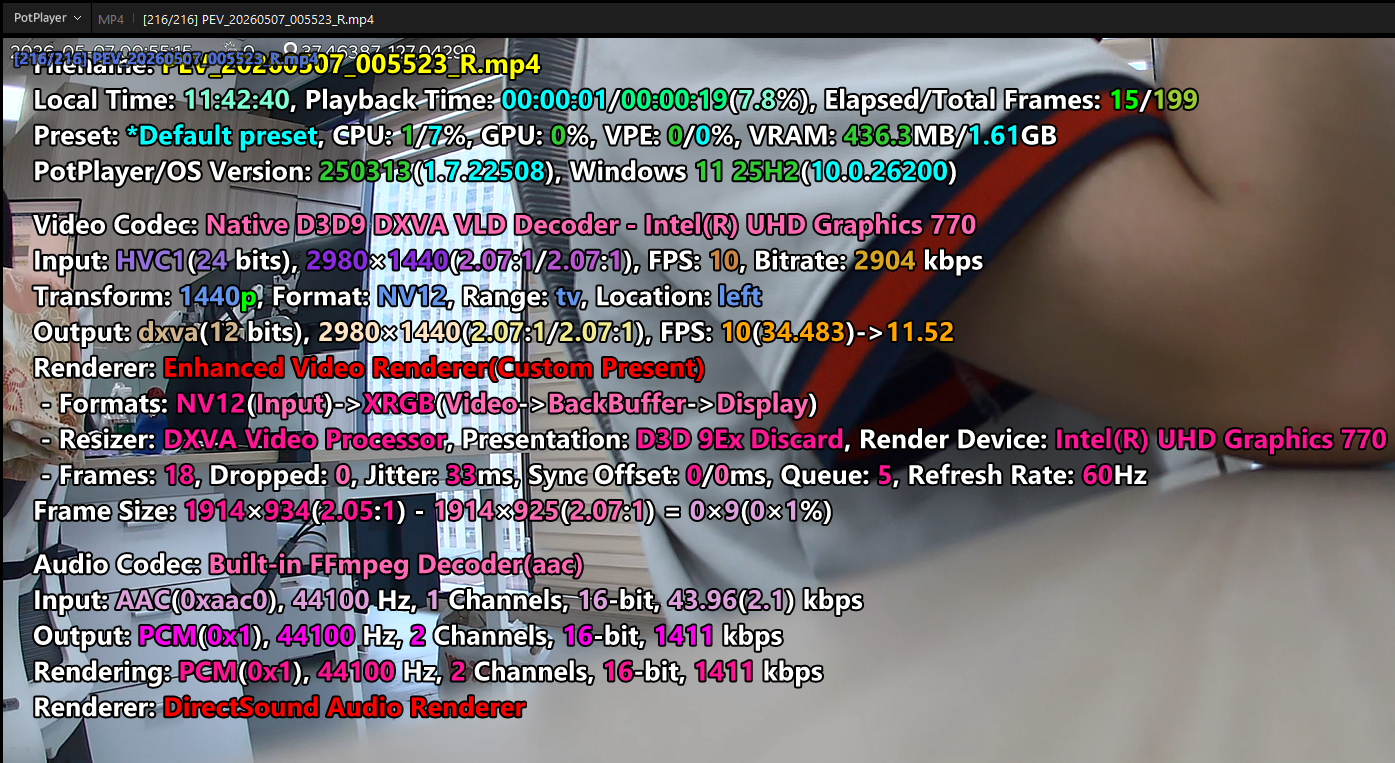 PotPlayer MP4 [216/216] PEV_20260507_005523_R.mp4
2026-05-07 00:55:15 0 37.46387 127.04299
[216/216] PEV_20260507_005523_R.mp4
Filename: PEV_20260507_005523_R.mp4
Local Time: 11:42:40, Playback Time: 00:00:01/00:00:19(7.8%), Elapsed/Total Frames: 15/199
Preset: *Default preset, CPU: 1/7%, GPU: 0%, VPE: 0/0%, VRAM: 436.3MB/1.61GB
PotPlayer/OS Version: 250313(1.7.22508), Windows 11 25H2(10.0.26200)
Video Codec: Native D3D9 DXVA VLD Decoder - Intel(R) UHD Graphics 770
Input: HVC1(24 bits), 2980×1440(2.07:1/2.07:1), FPS: 10, Bitrate: 2904 kbps
Transform: 1440p, Format: NV12, Range: tv, Location: left
Output: dxva(12 bits), 2980×1440(2.07:1/2.07:1), FPS: 10(34.483)->11.52
Renderer: Enhanced Video Renderer(Custom Present)
- Formats: NV12(Input)->XRGB(Video->BackBuffer->Display)
- Resizer: DXVA Video Processor, Presentation: D3D 9Ex Discard, Render Device: Intel(R) UHD Graphics 770
- Frames: 18, Dropped: 0, Jitter: 33ms, Sync Offset: 0/0ms, Queue: 5, Refresh Rate: 60Hz
Frame Size: 1914×934(2.05:1) - 1914×925(2.07:1) = 0×9(0×1%)
Audio Codec: Built-in FFmpeg Decoder(aac)
Input: AAC(0xaac0), 44100 Hz, 1 Channels, 16-bit, 43.96(2.1) kbps
Output: PCM(0x1), 44100 Hz, 2 Channels, 16-bit, 1411 kbps
Rendering: PCM(0x1), 44100 Hz, 2 Channels, 16-bit, 1411 kbps
Renderer: DirectSound Audio Renderer